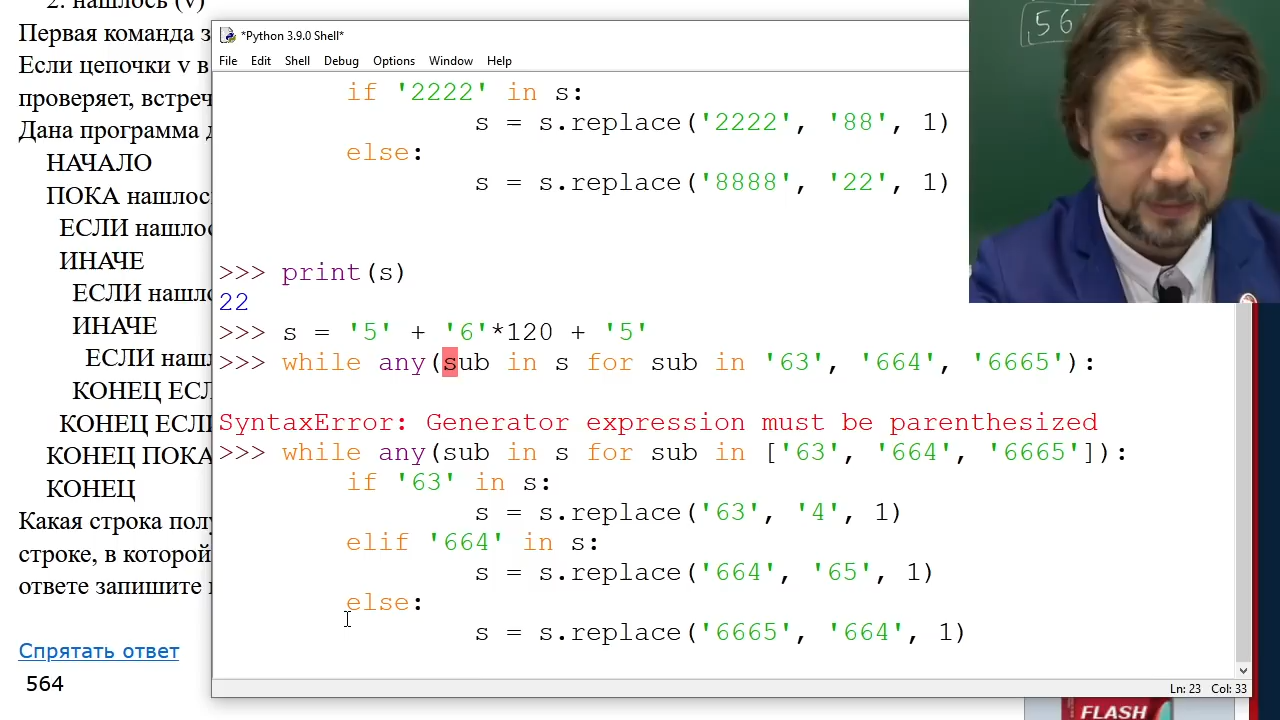 2. нашлось (v)
Первая команда з
Если цепочки v в
проверяет, встреч
Дана программа д
НАЧАЛО
ПОКА нашлос
ЕСЛИ нашло
ИНАЧЕ
ЕСЛИ нашло
ИНАЧЕ
ЕСЛИ нашл
КОНЕЦ ЕСЛ
КОНЕЦ ЕСЛИ
КОНЕЦ ПОКА
КОНЕЦ
Какая строка полу
строке, в которой
ответе запишите
Спрятать ответ
564
*Python 3.9.0 Shell*
File Edit Shell Debug Options Window Help
if '2222' in s:
s = s.replace('2222', '88', 1)
else:
s = s.replace('8888', '22', 1)
>>> print(s)
22
>>> s = '5' + '6'*120 + '5'
>>> while any(sub in s for sub in '63', '664', '6665'):
SyntaxError: Generator expression must be parenthesized
>>> while any(sub in s for sub in ['63', '664', '6665']):
if '63' in s:
s = s.replace('63', '4', 1)
elif '664' in s:
s = s.replace('664', '65', 1)
else:
s = s.replace('6665', '664', 1)
Ln: 23 Col: 33
56
FLASH